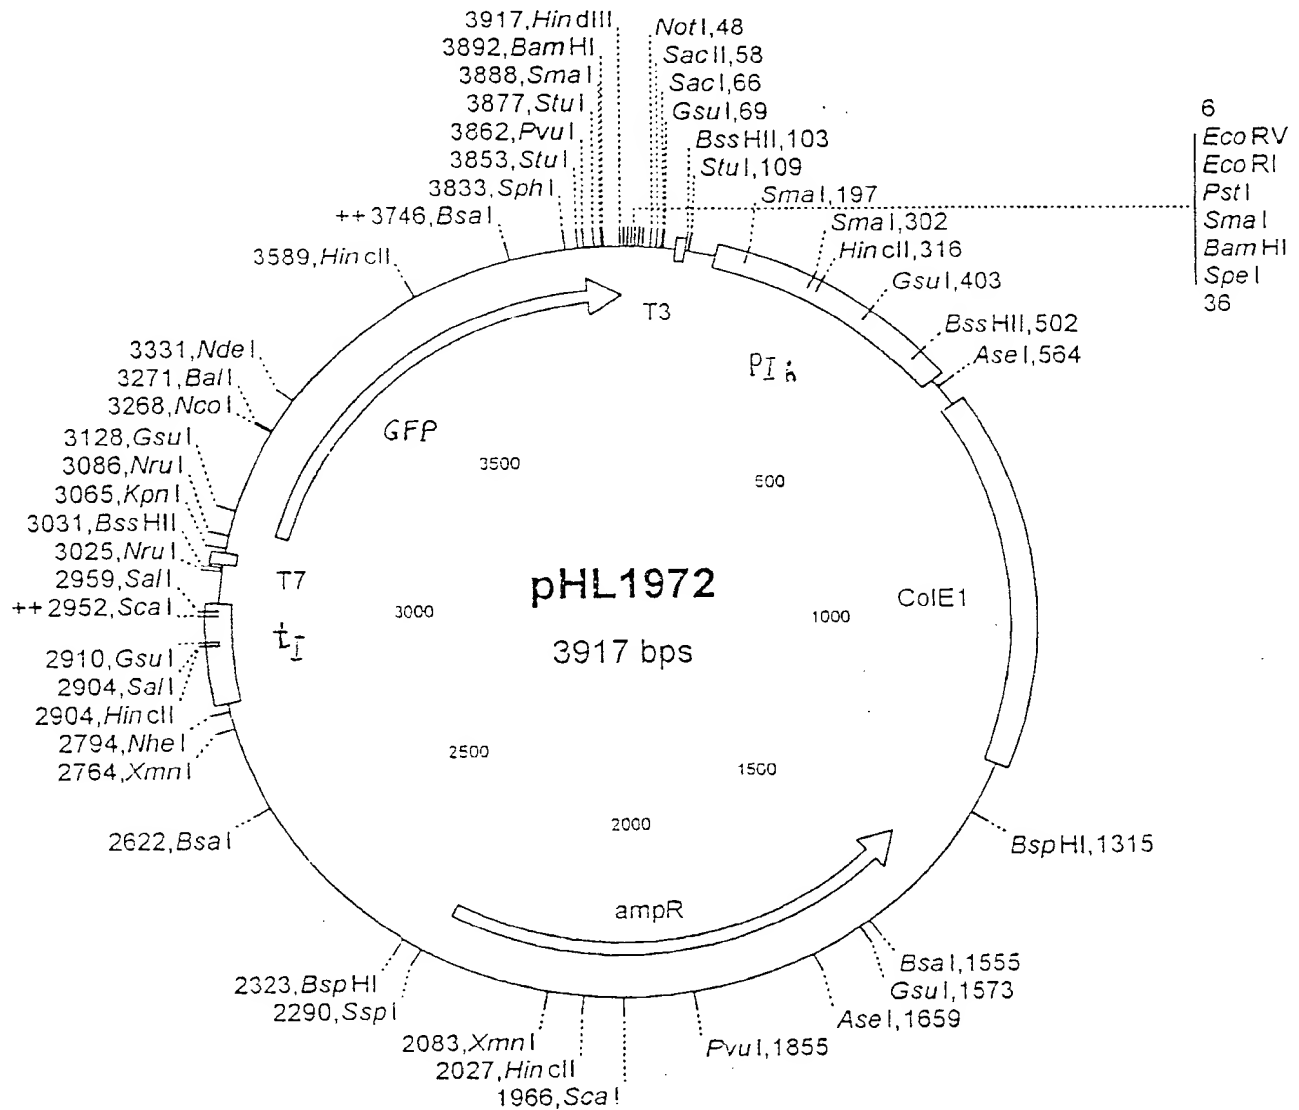 3917,HindIII
3892,BamHI
3888,SmaI
3877,StuI
3862,PvuI
3853,StuI
3833,SphI
++3746,BsaI
3589,HincII
3331,NdeI
3271,BalI
3268,NcoI
3128,GsuI
3086,NruI
3065,KpnI
3031,BssHII
3025,NruI
2959,SalI
++2952,ScaI
2910,GsuI
2904,SalI
2904,HincII
2794,NheI
2764,XmnI
2622,BsaI
2323,BspHI
2290,SspI
2083,XmnI
2027,HincII
1966,ScaI
NotI,48
SacII,58
SacI,66
GsuI,69
BssHII,103
StuI,109
SmaI,197
SmaI,302
HincII,316
GsuI,403
BssHII,502
AseI,564
6
EcoRV
EcoRI
PstI
SmaI
BamHI
SpeI
36
BspHI,1315
BsaI,1555
GsuI,1573
AseI,1659
PvuI,1855
T3
GFP
3500
500
T7
tI
3000
pHL1972
3917 bps
ColE1
1000
2500
1500
2000
ampR